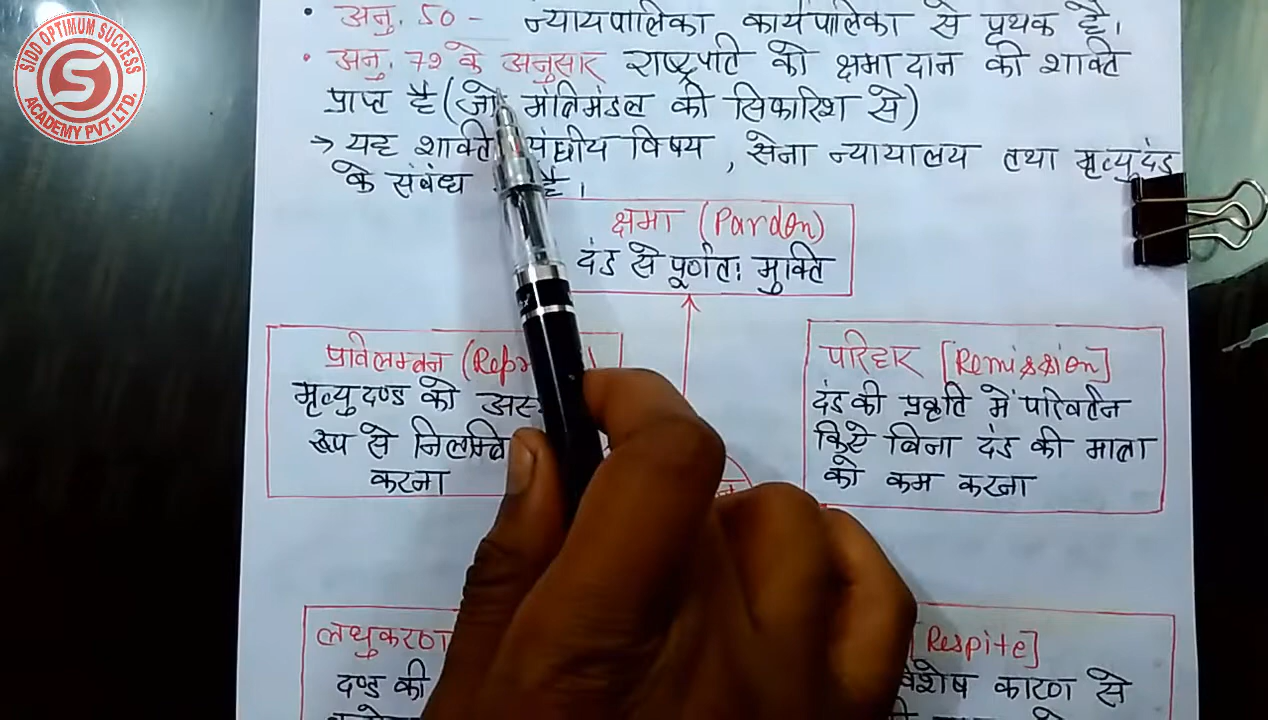 SIDD OPTIMUM SUCCESS
S
ACADEMY PVT. LTD.
• अनु. 50 - न्यायपालिका कार्यपालिका से पृथक है।
• अनु. 72 के अनुसार राष्ट्रपति को क्षमादान की शक्ति
प्राप्त है (जो मंत्रिमंडल की सिफारिश से)
→ यह शक्ति संघीय विषय, सेना न्यायालय तथा मृत्युदंड
के संबंध है।
क्षमा (Pardon)
दंड से पूर्णतः मुक्ति
प्रविलम्बन
मृत्युदण्ड को
रूप से
करना
परिहार [Remission]
दंड की प्रकृति में परिवर्तन
किये बिना दंड की मात्रा
को कम करना
लघुकरण
दण्ड की
[Respite]
विशेष कारण से